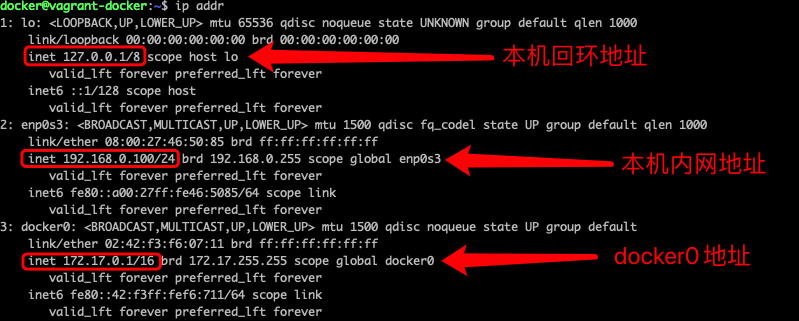 docker@vagrant-docker:~$ ip addr
1: lo: <LOOPBACK,UP,LOWER_UP> mtu 65536 qdisc noqueue state UNKNOWN group default qlen 1000
link/loopback 00:00:00:00:00:00 brd 00:00:00:00:00:00
inet 127.0.0.1/8 scope host lo
本机回环地址
valid_lft forever preferred_lft forever
inet6 ::1/128 scope host
valid_lft forever preferred_lft forever
2: enp0s3: <BROADCAST,MULTICAST,UP,LOWER_UP> mtu 1500 qdisc fq_codel state UP group default qlen 1000
link/ether 08:00:27:46:50:85 brd ff:ff:ff:ff:ff:ff
inet 192.168.0.100/24 brd 192.168.0.255 scope global enp0s3
本机内网地址
valid_lft forever preferred_lft forever
inet6 fe80::a00:27ff:fe46:5085/64 scope link
valid_lft forever preferred_lft forever
3: docker0: <BROADCAST,MULTICAST,UP,LOWER_UP> mtu 1500 qdisc noqueue state UP group default
link/ether 02:42:f3:f6:07:11 brd ff:ff:ff:ff:ff:ff
inet 172.17.0.1/16 brd 172.17.255.255 scope global docker0
docker0地址
valid_lft forever preferred_lft forever
inet6 fe80::42:f3ff:fef6:711/64 scope link
valid_lft forever preferred_lft forever